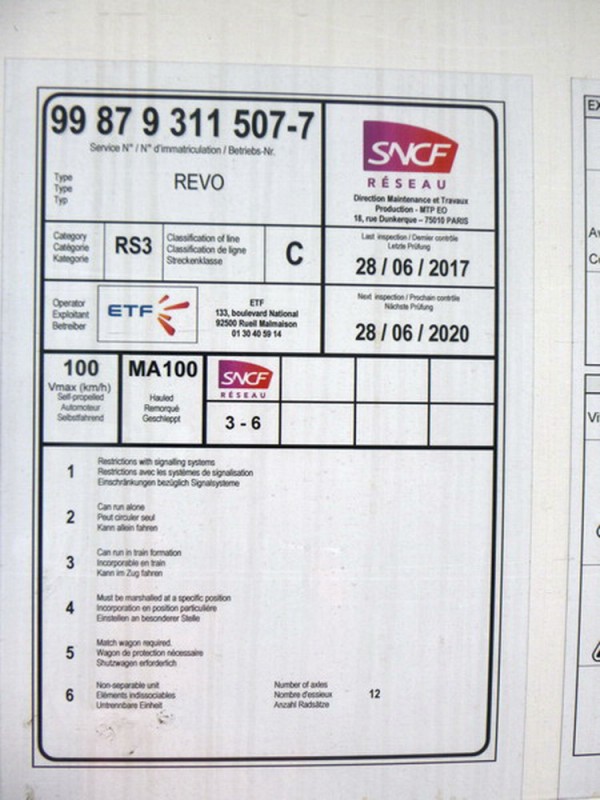 99 87 9 311 507-7
Service N° / N° d'immatriculation / Betriebs-Nr.
Type
Type
Typ
REVO
SNCF
RÉSEAU
Direction Maintenance et Travaux
Production - MTP EO
18, rue Dunkerque – 75010 PARIS
Category
Catégorie
Kategorie
RS3
Classification of line
Classification de ligne
Streckenklasse
C
Last inspection / Dernier contrôle
Letzte Prüfung
28 / 06 / 2017
Operator
Exploitant
Betreiber
ETF
ETF
133, boulevard National
92500 Rueil Malmaison
01 30 40 59 14
Next inspection / Prochain contrôle
Nächste Prüfung
28 / 06 / 2020
100
Vmax (km/h)
Self-propelled
Automoteur
Selbstfahrend
MA100
Hauled
Remorqué
Geschleppt
SNCF
RÉSEAU
3 - 6
1
Restrictions with signalling systems
Restrictions avec les systèmes de signalisation
Einschränkungen bezüglich Signalsysteme
2
Can run alone
Peut circuler seul
Kann allein fahren
3
Can run in train formation
Incorporable en train
Kann im Zug fahren
4
Must be marshalled at a specific position
Incorporation en position particulière
Einstellen an besonderer Stelle
5
Match wagon required.
Wagon de protection nécessaire
Shutzwagen erforderlich
6
Non-separable unit
Eléments indissociables
Untrennbare Einheit
Number of axles
Nombre d'essieux
Anzahl Radsätze
12